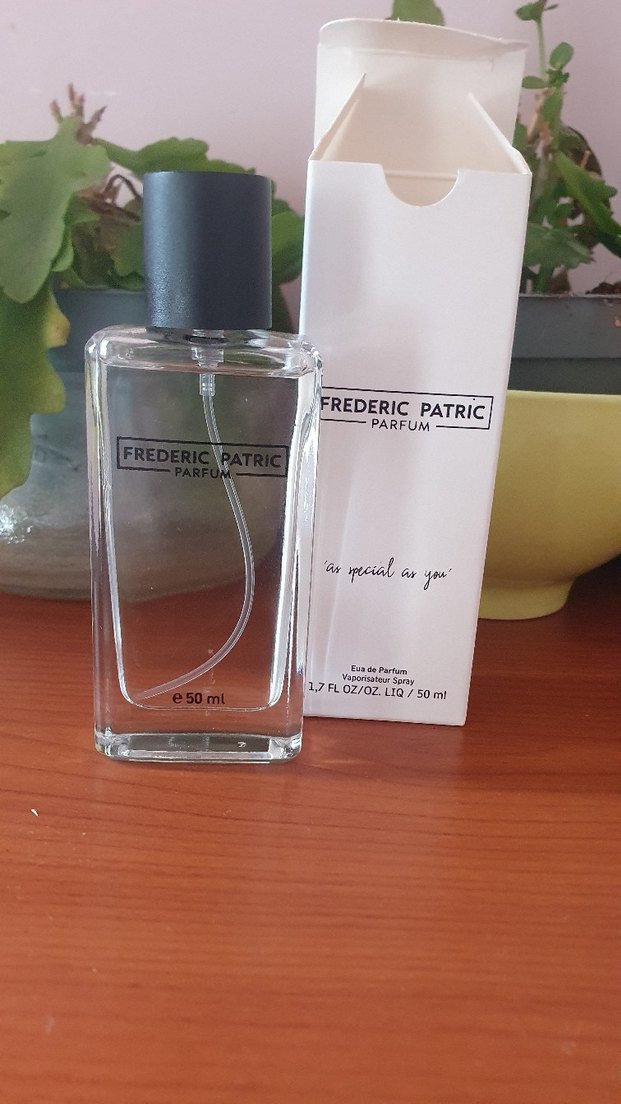 FREDERIC PATRIC
PARFUM
e 50 ml
FREDERIC PATRIC
PARFUM
'as special as you'
Eua de Parfum
Vaporisateur Spray
1,7 FL OZ/OZ. LIQ / 50 ml